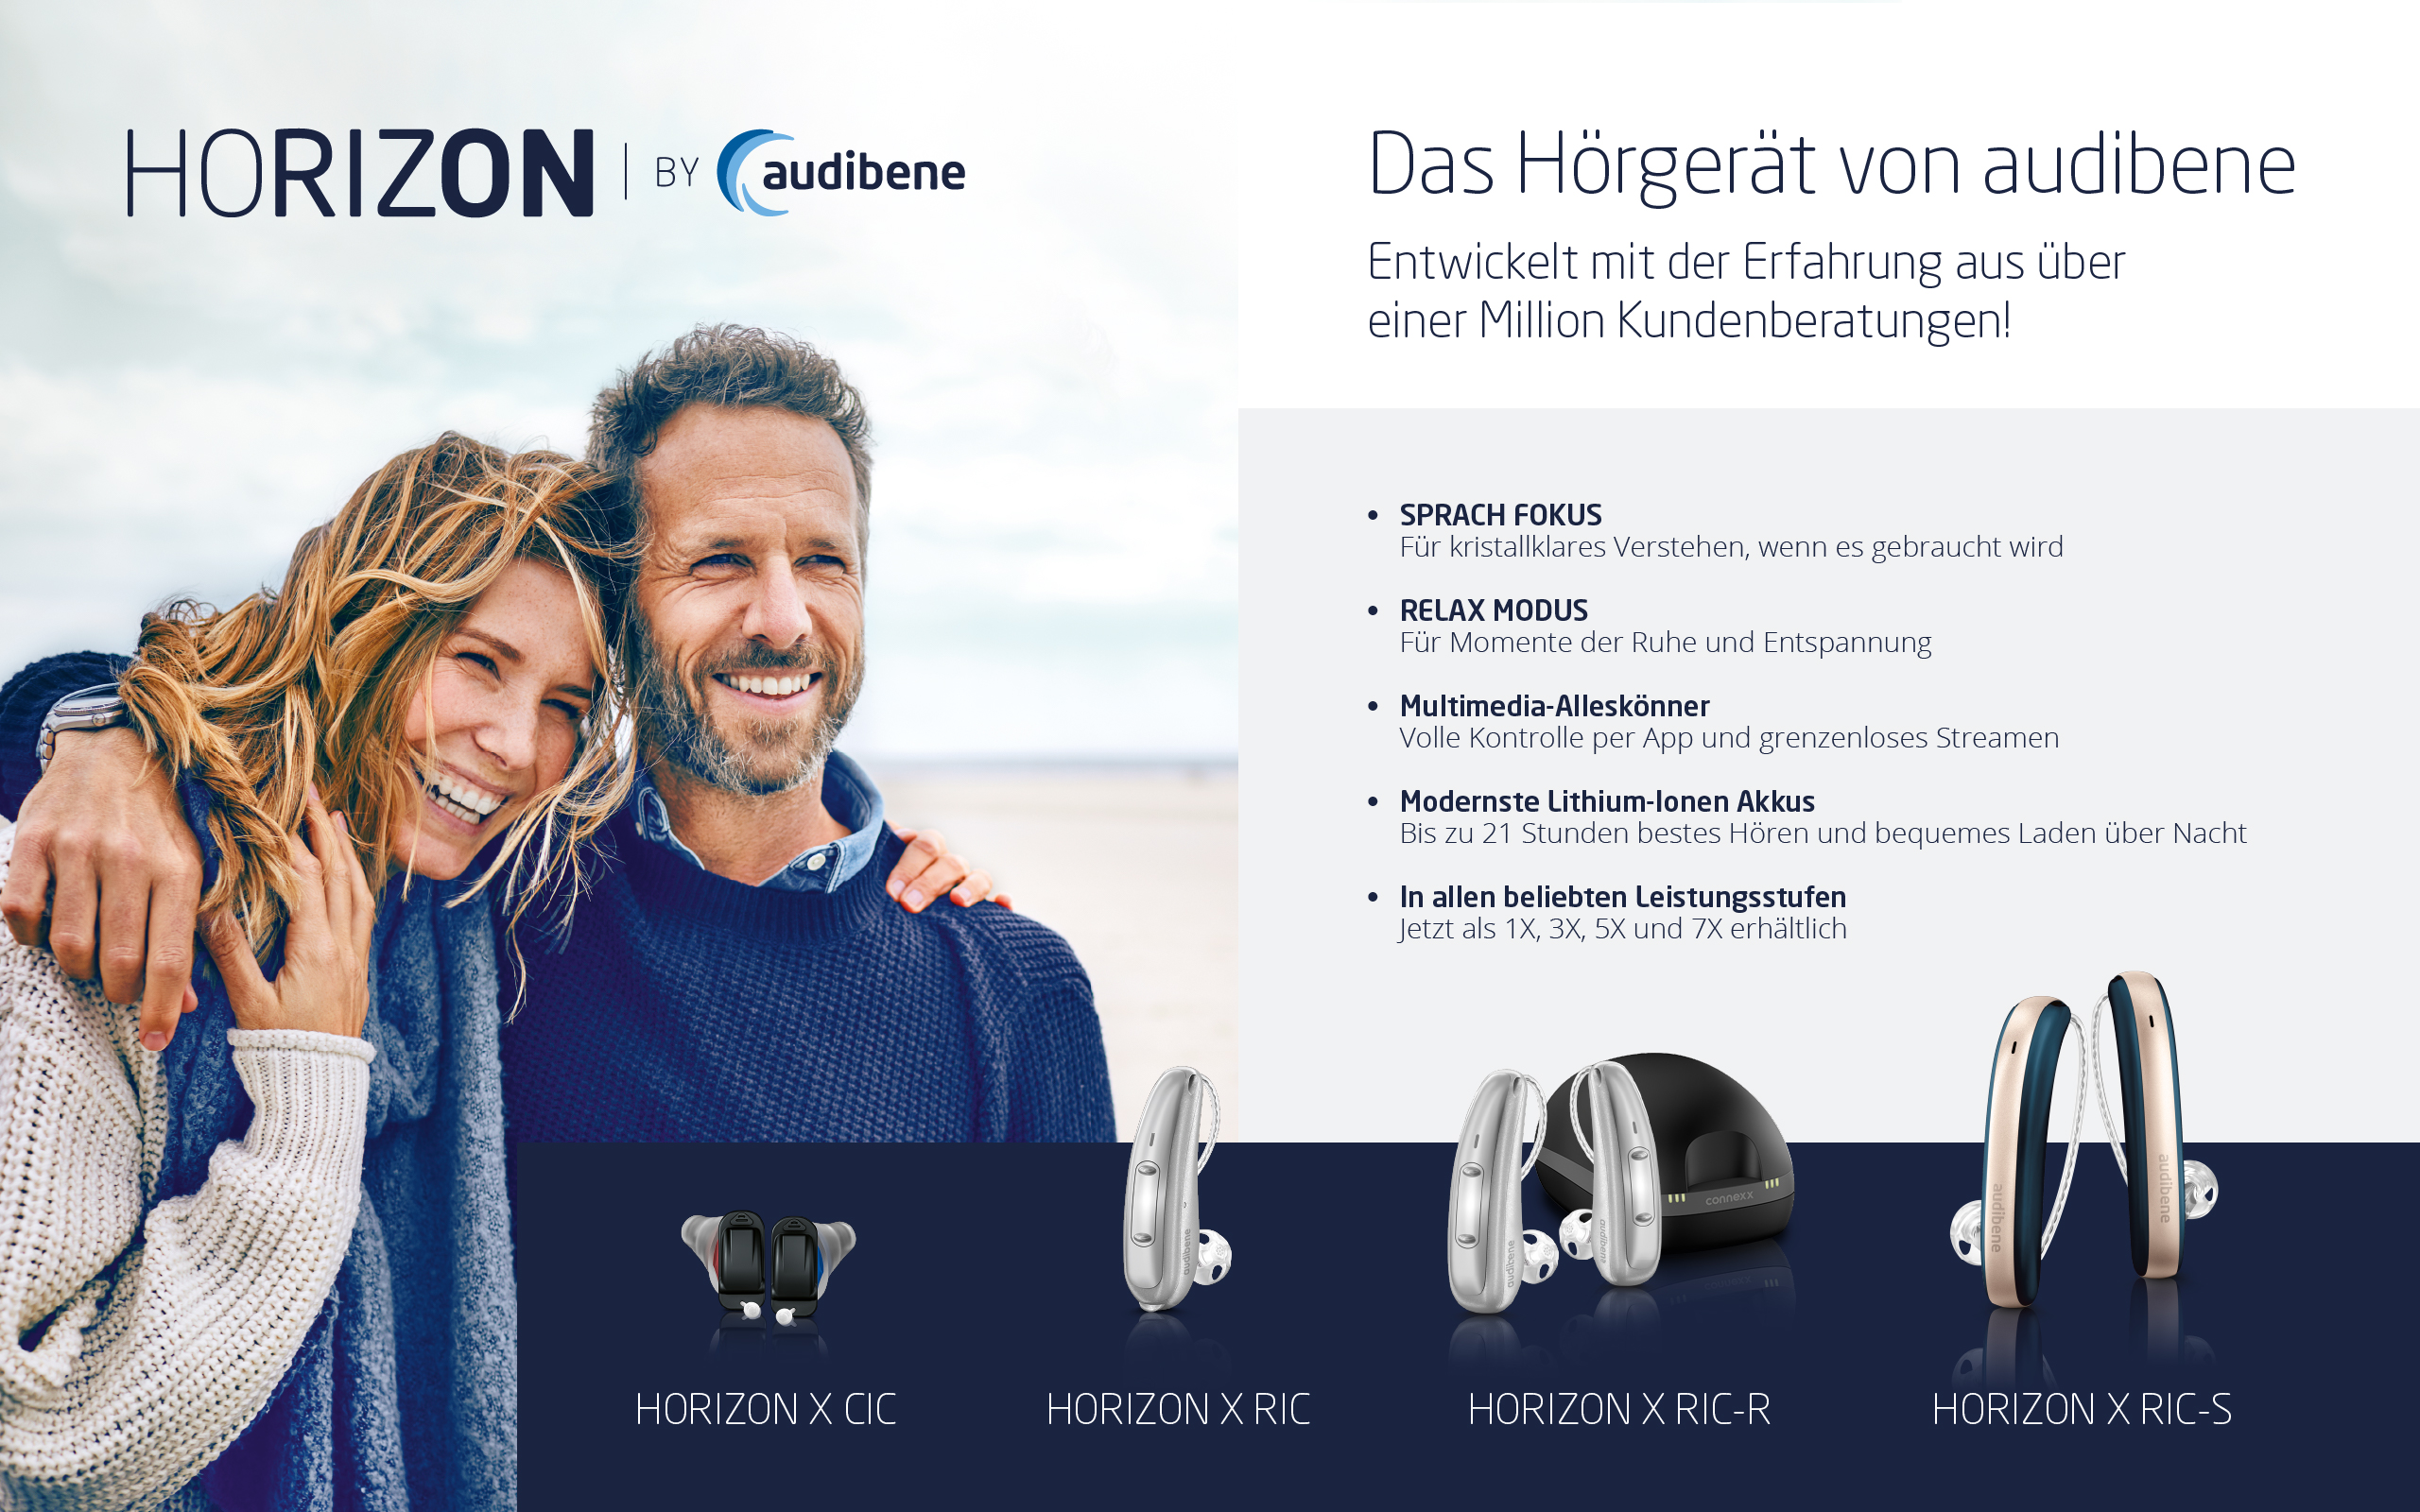 HORIZON | BY audibene
Das Hörgerät von audibene
Entwickelt mit der Erfahrung aus über
einer Million Kundenberatungen!
• SPRACH FOKUS
Für kristallklares Verstehen, wenn es gebraucht wird
• RELAX MODUS
Für Momente der Ruhe und Entspannung
• Multimedia-Alleskönner
Volle Kontrolle per App und grenzenloses Streamen
• Modernste Lithium-Ionen Akkus
Bis zu 21 Stunden bestes Hören und bequemes Laden über Nacht
• In allen beliebten Leistungsstufen
Jetzt als 1X, 3X, 5X und 7X erhältlich
audibene
audibene
audibene
connexx
audibene
audibene
HORIZON X CIC
HORIZON X RIC
HORIZON X RIC-R
HORIZON X RIC-S